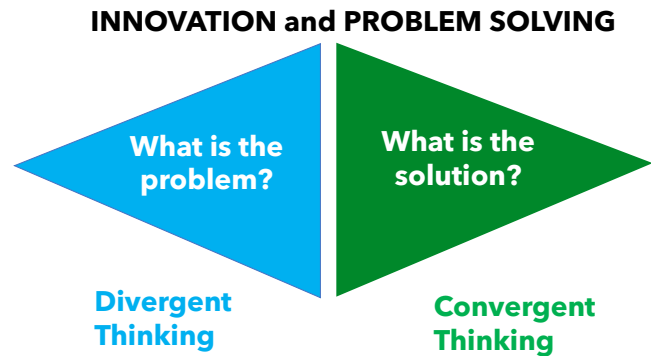 INNOVATION and PROBLEM SOLVING
What is the
problem?
What is the
solution?
Divergent
Thinking
Convergent
Thinking